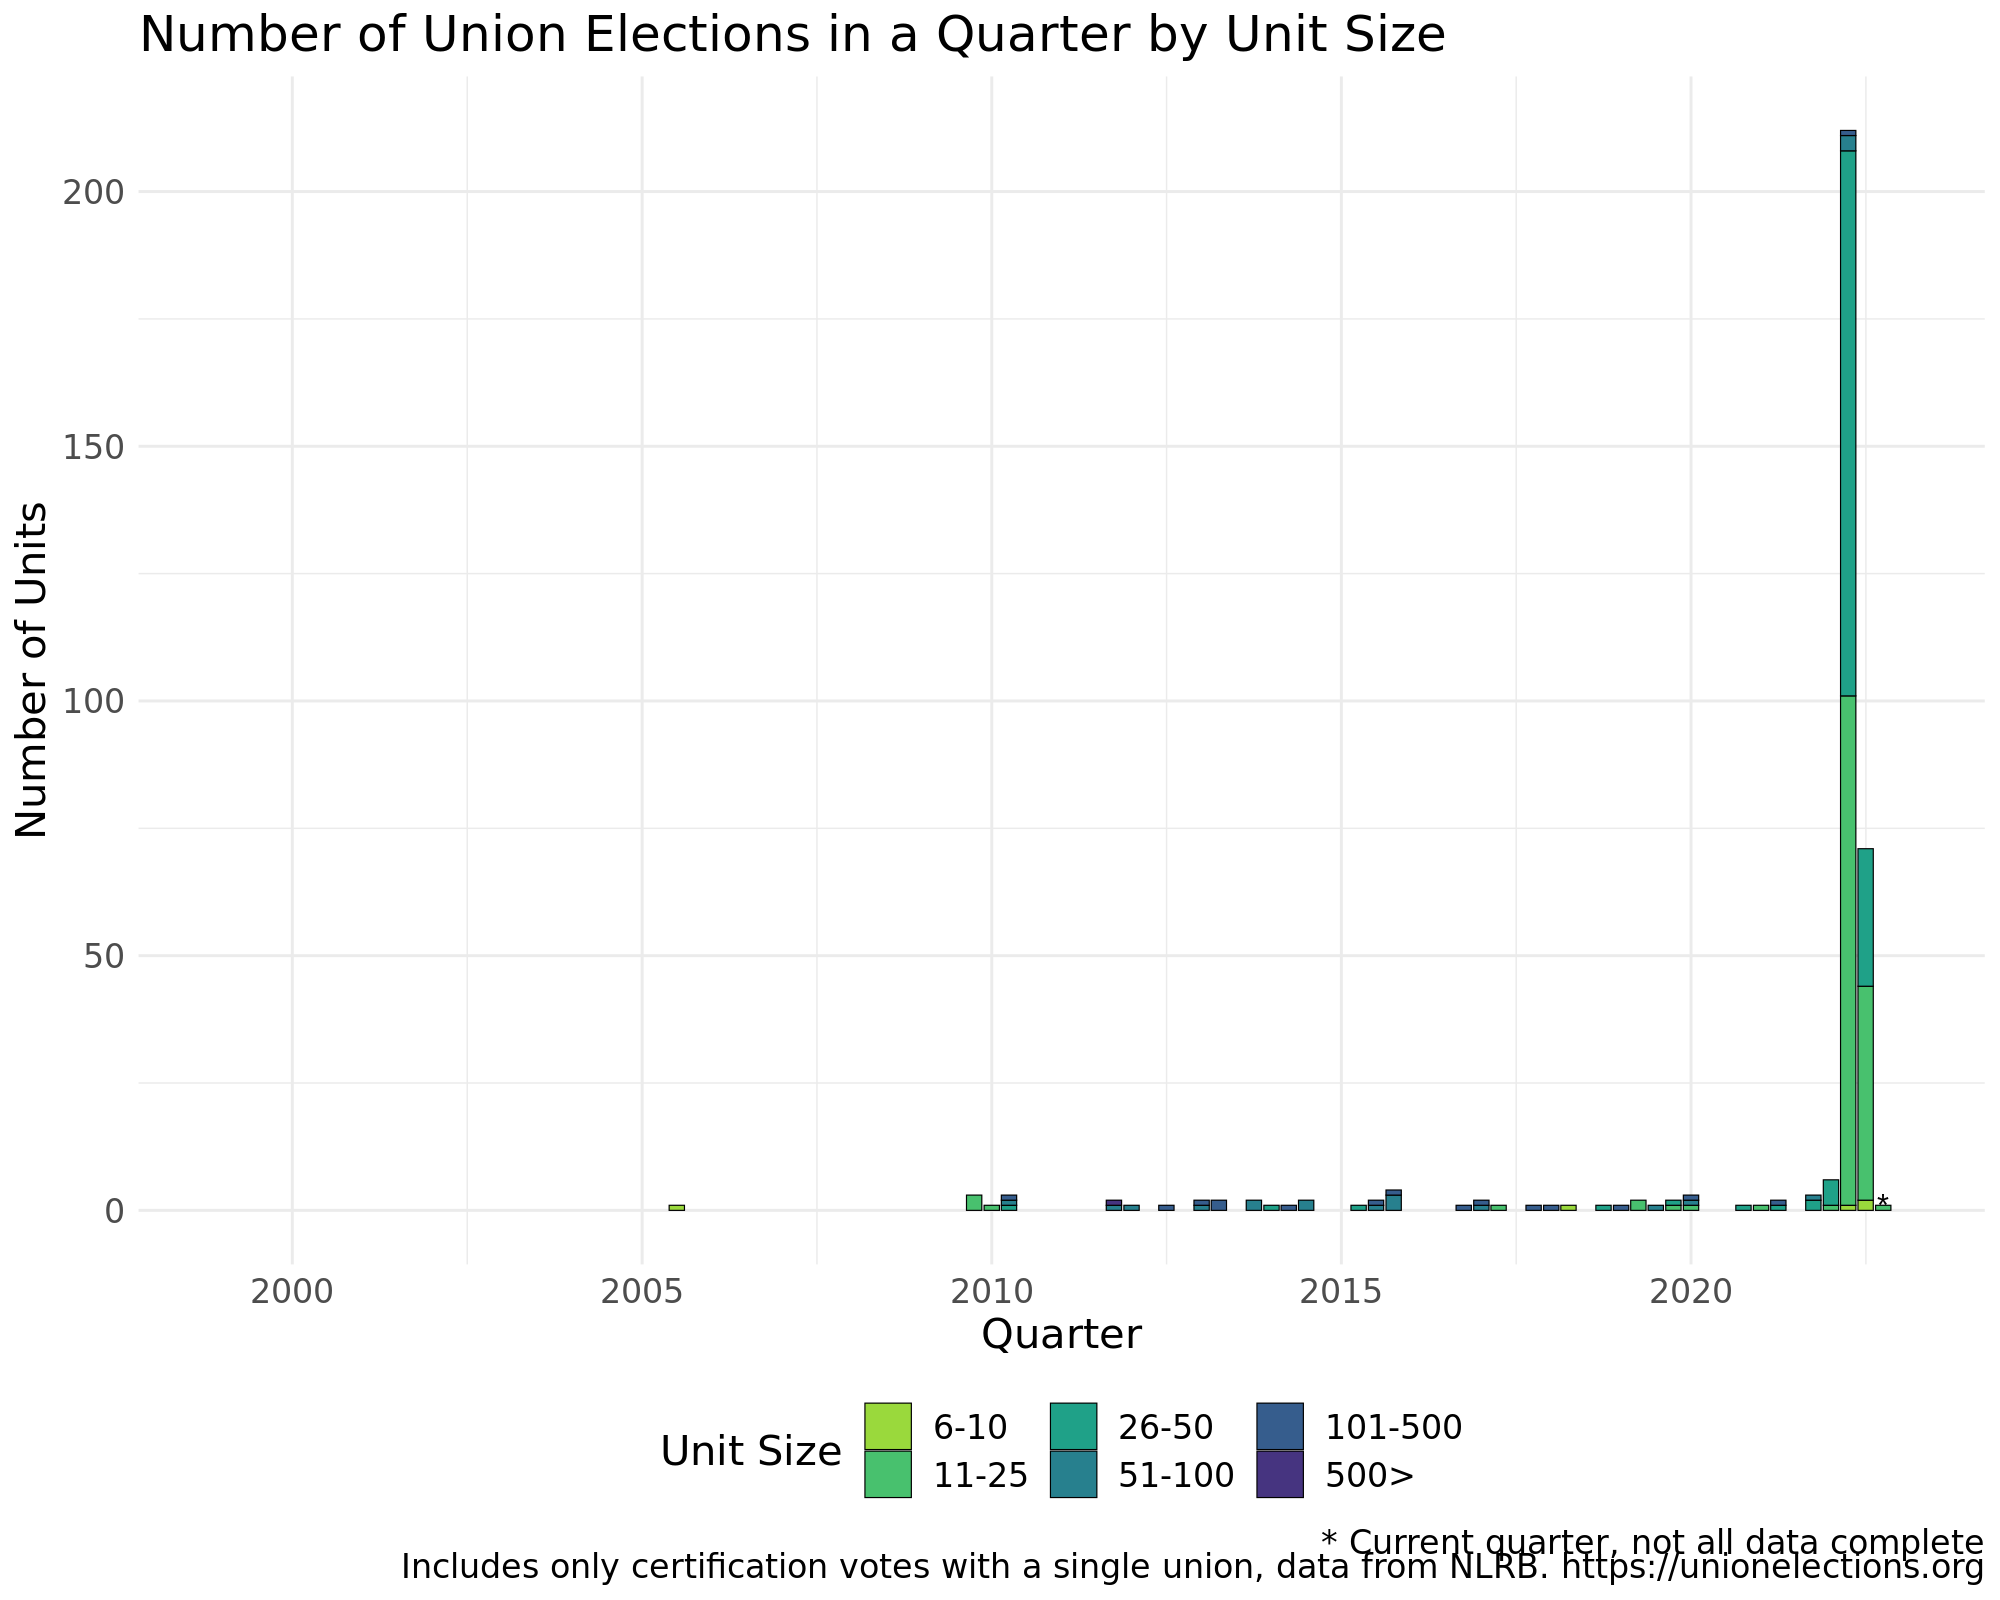 Number of Union Elections in a Quarter by Unit Size
Number of Units
200
150
100
50
0
*
2000 2005 2010 2015 2020
Quarter
Unit Size
6-10 26-50 101-500
11-25 51-100 500>
* Current quarter, not all data complete
Includes only certification votes with a single union, data from NLRB. https://unionelections.org